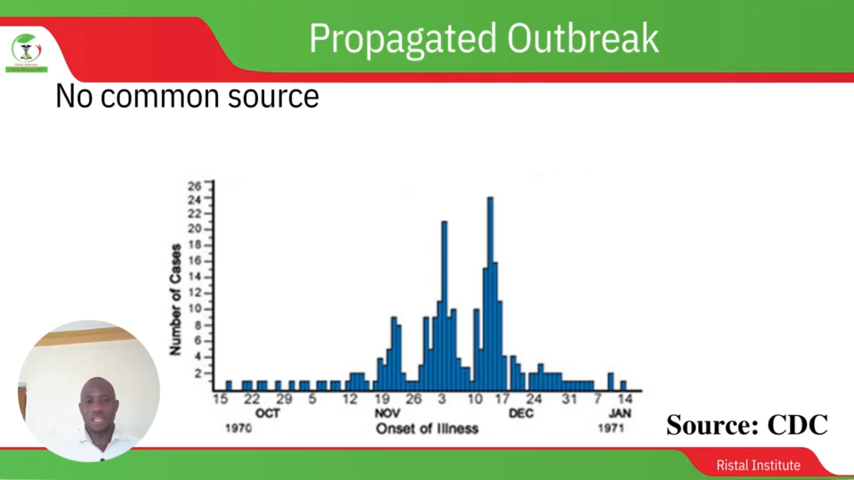 Propagated Outbreak
No common source
Number of Cases
26
24
22
20
18
16
14
12
10
8
6
4
2
15 22 29 5 12 19 26 3 10 17 24 31 7 14
OCT NOV DEC JAN
1970 Onset of Illness 1971
Source: CDC
Ristal Institute